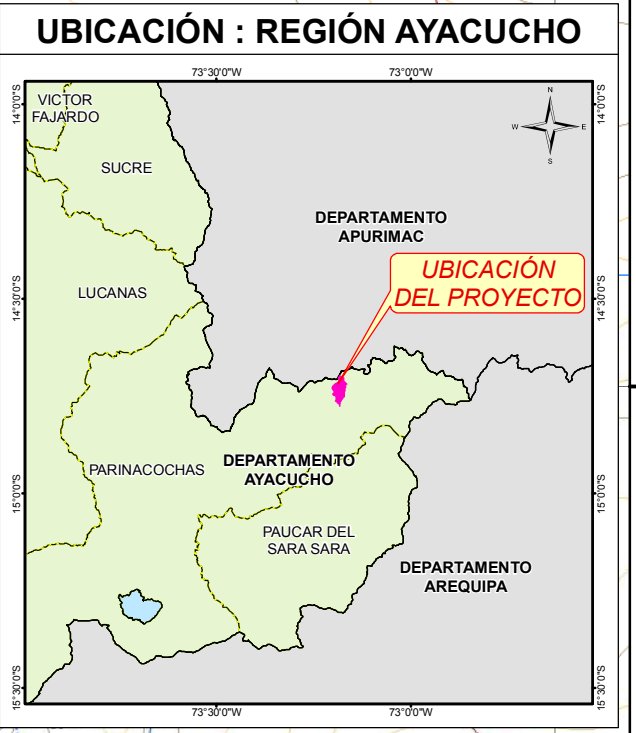 UBICACIÓN : REGIÓN AYACUCHO
73°30'0"W
73°0'0"W
14°0'0"S
14°0'0"S
VICTOR
FAJARDO
N
W
E
S
SUCRE
DEPARTAMENTO
APURIMAC
UBICACIÓN
DEL PROYECTO
LUCANAS
14°30'0"S
14°30'0"S
PARINACOCHAS
DEPARTAMENTO
AYACUCHO
15°0'0"S
15°0'0"S
PAUCAR DEL
SARA SARA
DEPARTAMENTO
AREQUIPA
15°30'0"S
15°30'0"S
73°30'0"W
73°0'0"W